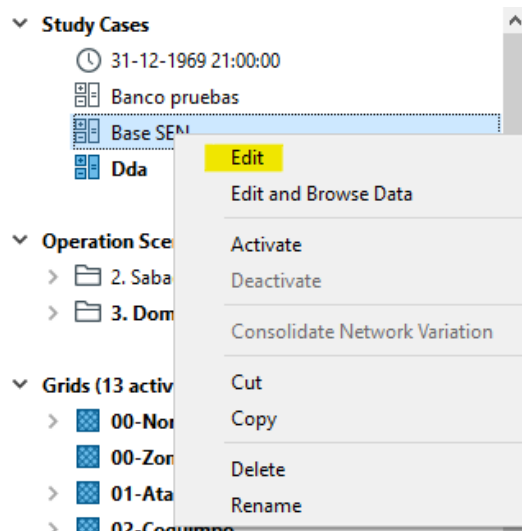 Study Cases
31-12-1969 21:00:00
Banco pruebas
Base SEN
Dda
Operation Sce
2. Saba
3. Dom
Grids (13 activ
00-Nor
00-Zon
01-Ata
02-Coquimbo
Edit
Edit and Browse Data
Activate
Deactivate
Consolidate Network Variation
Cut
Copy
Delete
Rename